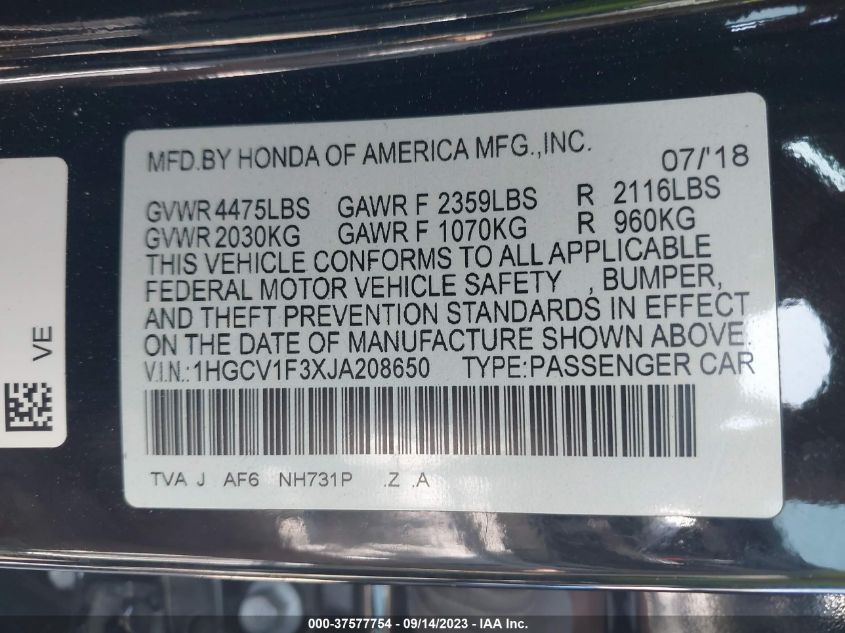 MFD.BY HONDA OF AMERICA MFG.,INC. 07/'18
GVWR 4475LBS GAWR F 2359LBS R 2116LBS
GVWR 2030KG GAWR F 1070KG R 960KG
THIS VEHICLE CONFORMS TO ALL APPLICABLE
FEDERAL MOTOR VEHICLE SAFETY , BUMPER,
AND THEFT PREVENTION STANDARDS IN EFFECT
ON THE DATE OF MANUFACTURE SHOWN ABOVE.
V.I.N.:1HGCV1F3XJA208650 TYPE:PASSENGER CAR
TVA J AF6 NH731P .Z .A
VE
000-37577754 / 09/14/2023 - IAA Inc.